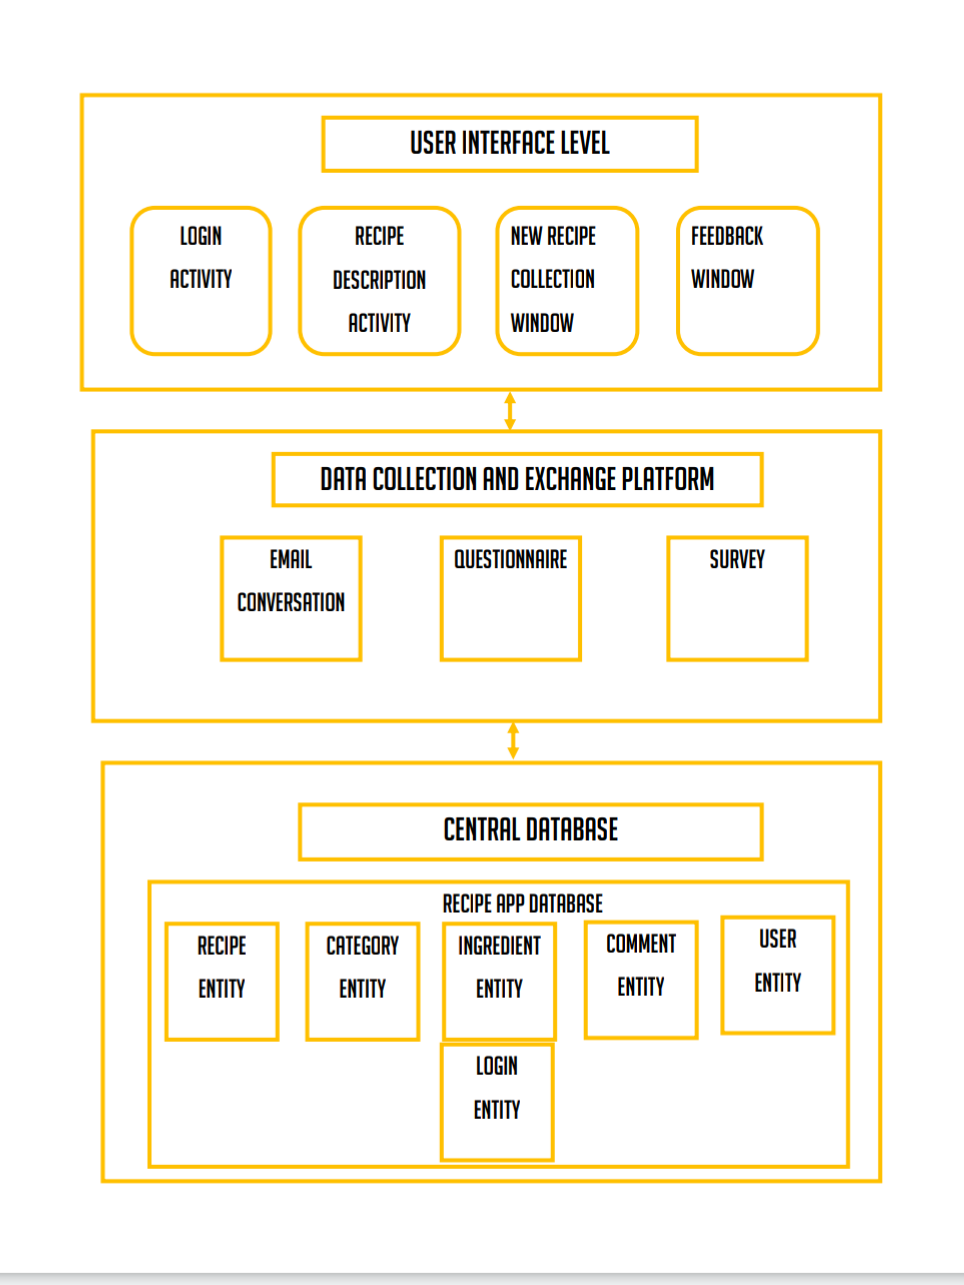 USER INTERFACE LEVEL
LOGIN
ACTIVITY
RECIPE
DESCRIPTION
ACTIVITY
NEW RECIPE
COLLECTION
WINDOW
FEEDBACK
WINDOW
DATA COLLECTION AND EXCHANGE PLATFORM
EMAIL
CONVERSATION
QUESTIONNAIRE
SURVEY
CENTRAL DATABASE
RECIPE APP DATABASE
RECIPE
ENTITY
CATEGORY
ENTITY
INGREDIENT
ENTITY
COMMENT
ENTITY
USER
ENTITY
LOGIN
ENTITY